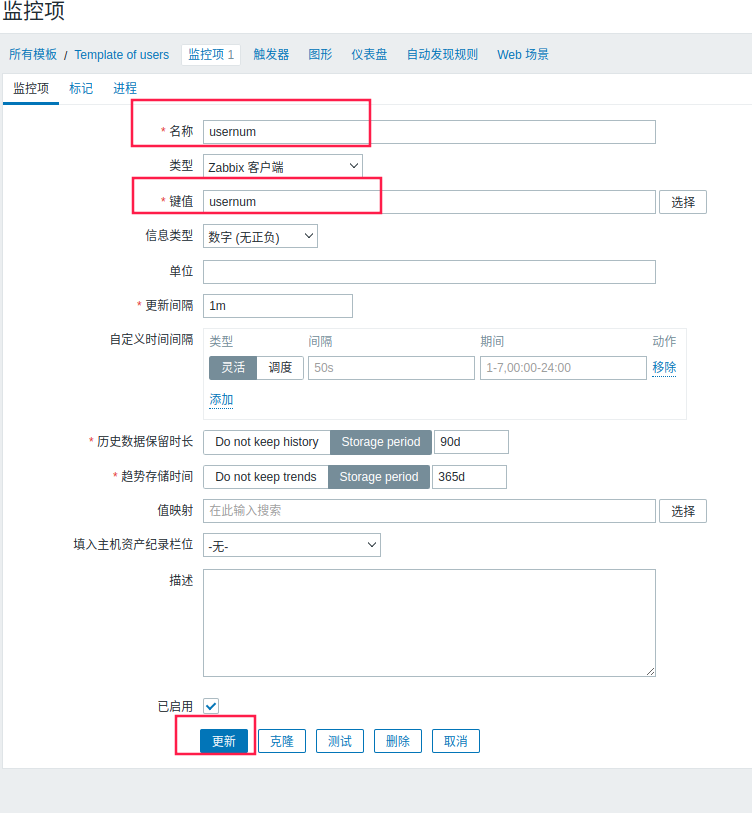 监控项
所有模板 / Template of users 监控项 1 触发器 图形 仪表盘 自动发现规则 Web 场景
监控项 标记 进程
* 名称 usernum
类型 Zabbix 客户端
* 键值 usernum 选择
信息类型 数字 (无正负)
单位
* 更新间隔 1m
自定义时间间隔 类型 间隔 期间 动作
灵活 调度 50s 1-7,00:00-24:00 移除
添加
* 历史数据保留时长 Do not keep history Storage period 90d
* 趋势存储时间 Do not keep trends Storage period 365d
值映射 在此输入搜索 选择
填入主机资产纪录栏位 -无-
描述
已启用
更新 克隆 测试 删除 取消